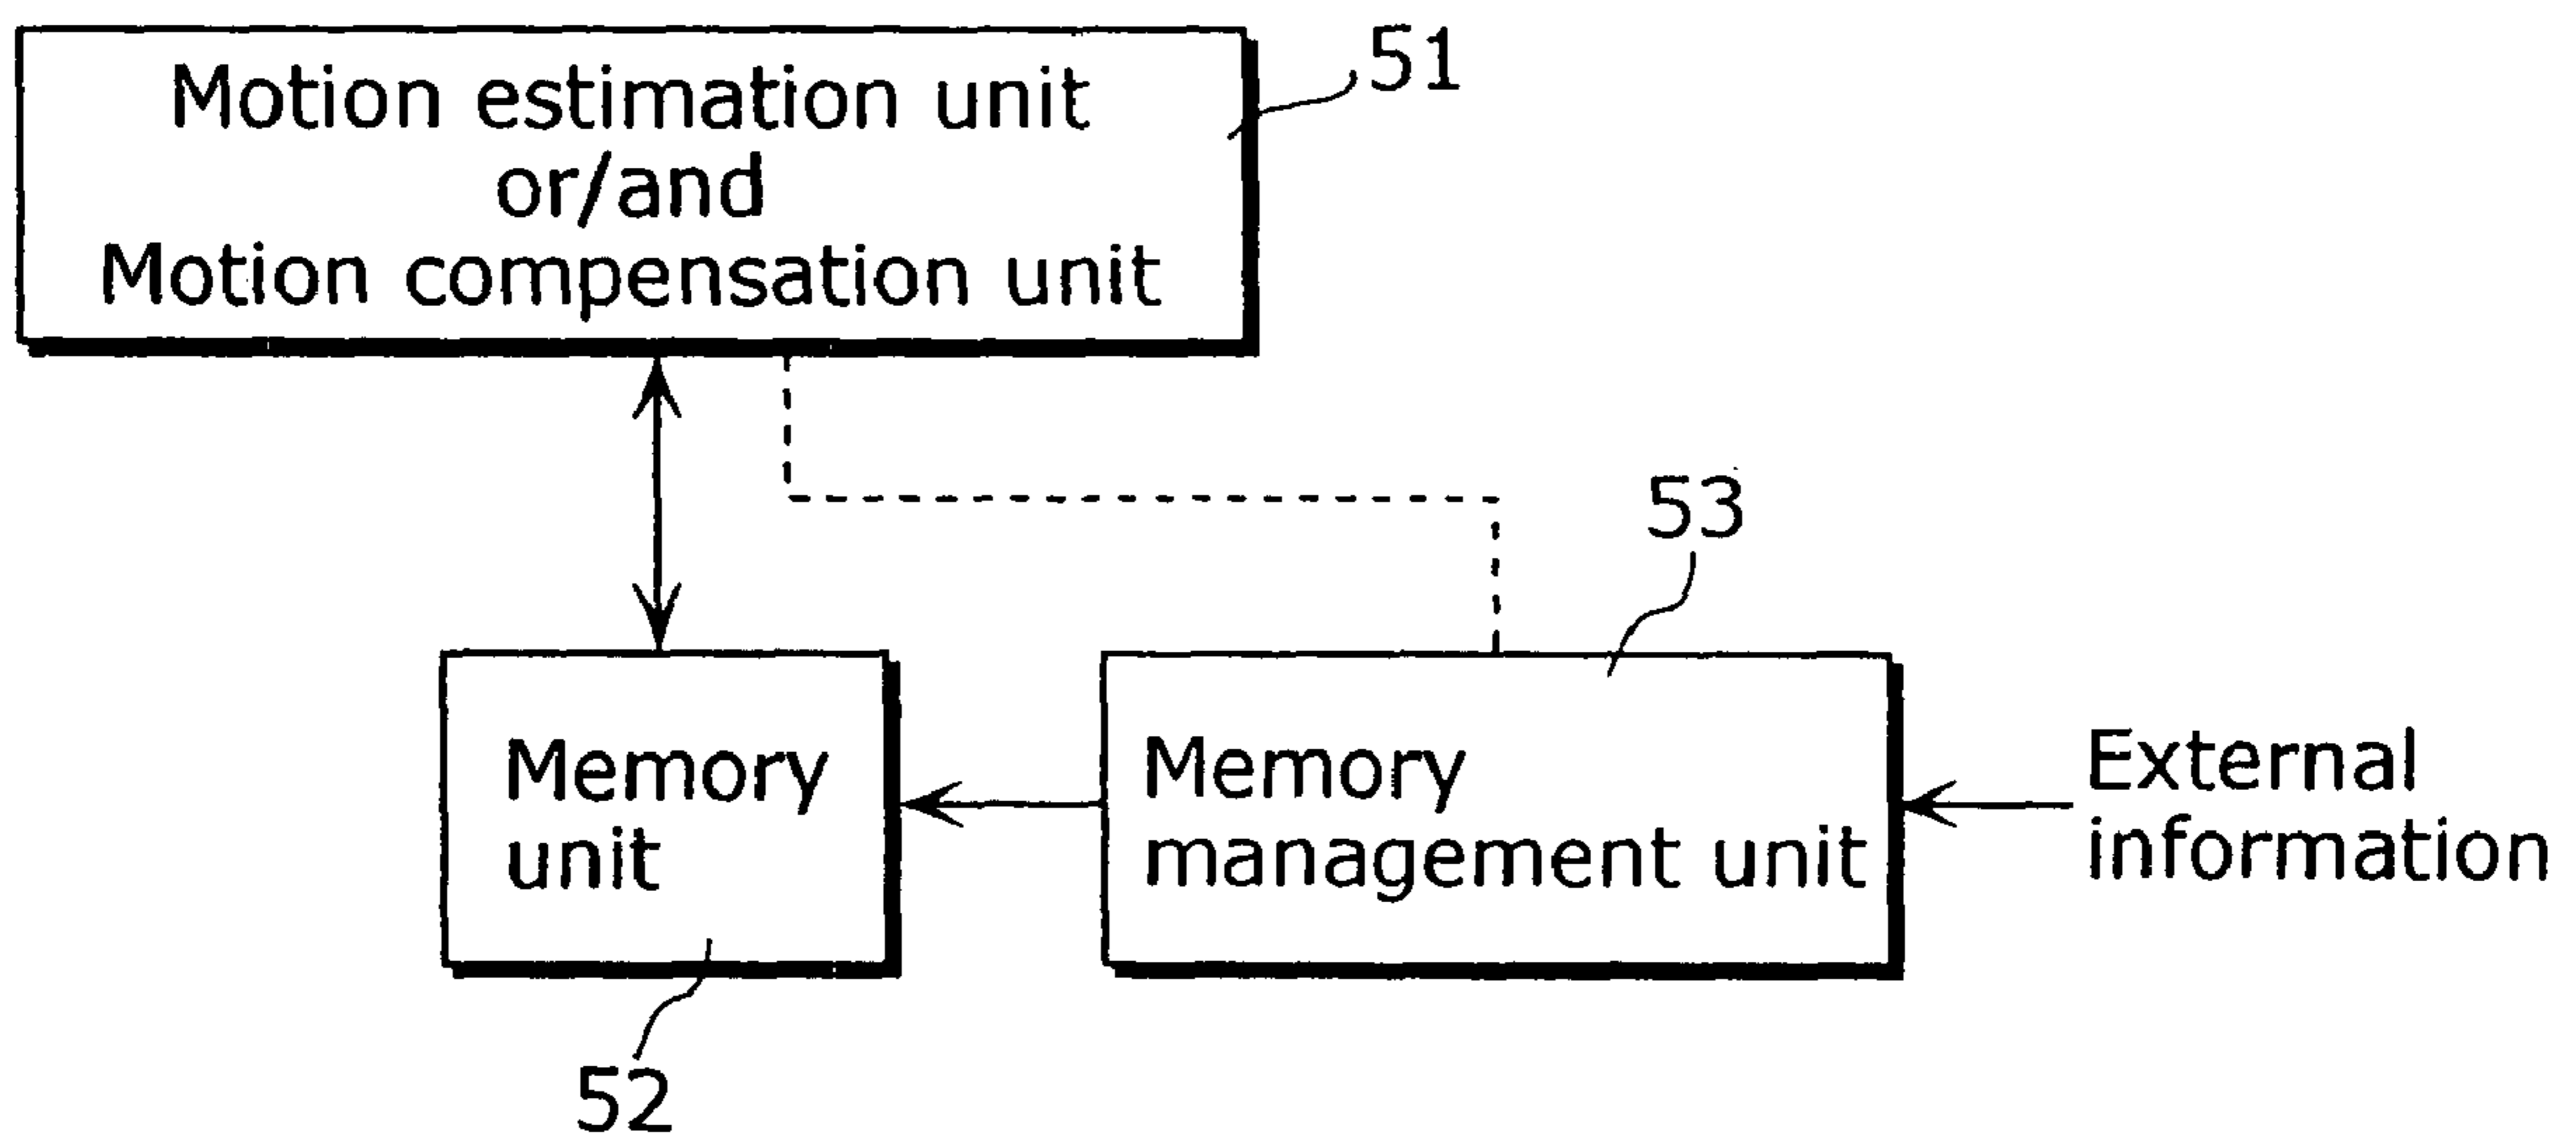 Motion estimation unit
or/and
Motion compensation unit
51
53
Memory
unit
Memory
management unit
External
information
52